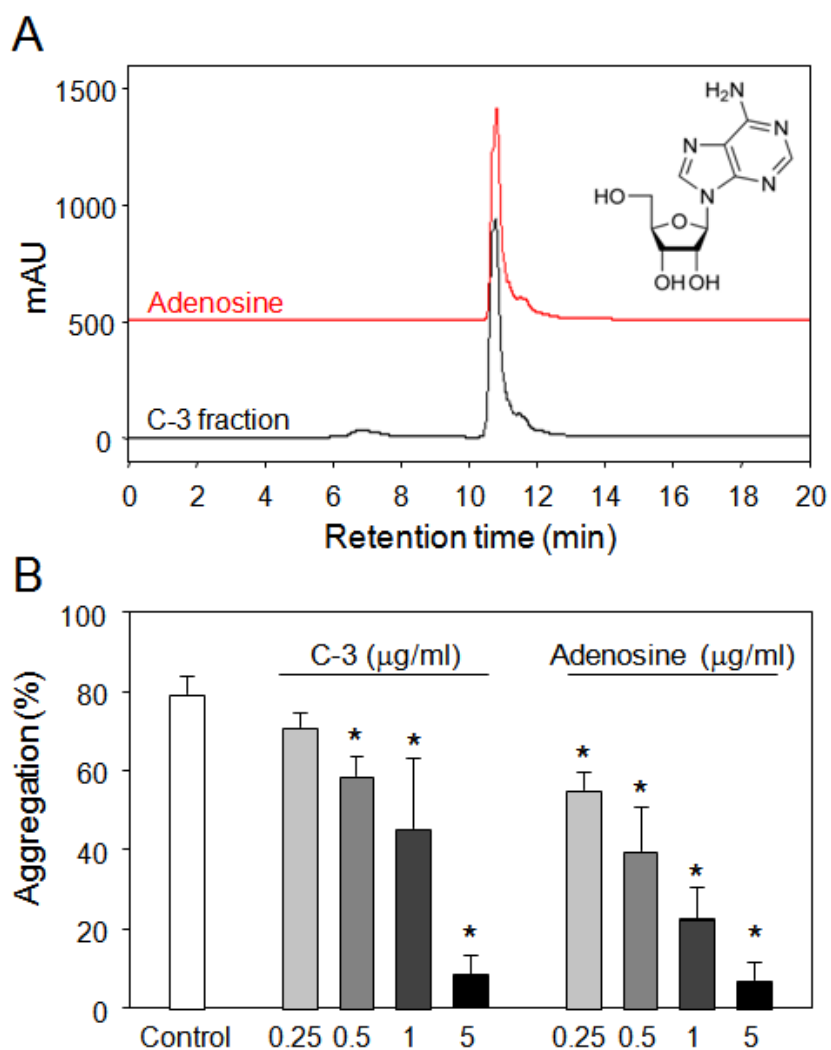 A
1500
1000
500
0
mAU
Adenosine
C-3 fraction
H₂N
N
N
N
N
HO
O
OH
OH
0 2 4 6 8 10 12 14 16 18 20
Retention time (min)
B
100
80
60
40
20
0
Aggregation (%)
C-3 (μg/ml)
Adenosine (μg/ml)
* * * * * * *
Control 0.25 0.5 1 5 0.25 0.5 1 5